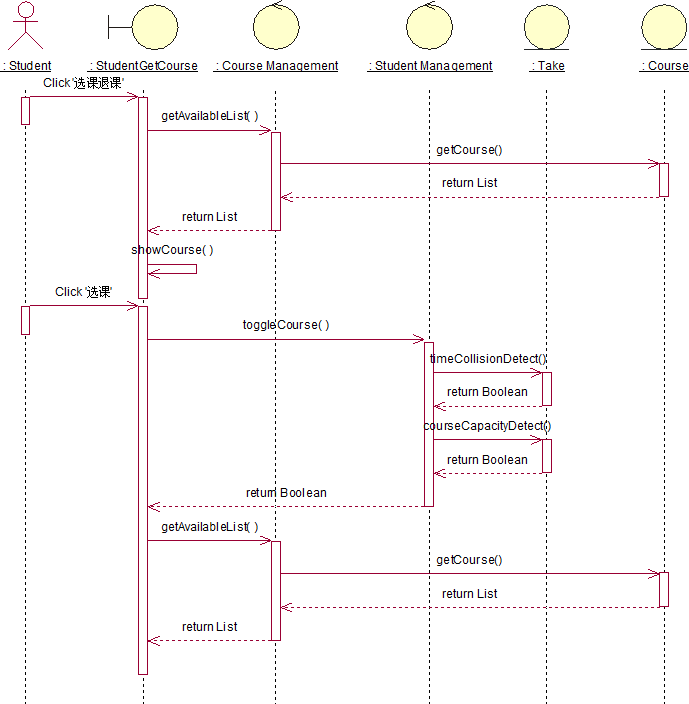 : Student
: StudentGetCourse
: Course Management
: Student Management
: Take
: Course
Click '选课退课'
getAvailableList( )
getCourse()
return List
return List
showCourse( )
Click '选课'
toggleCourse( )
timeCollisionDetect()
return Boolean
courseCapacityDetect()
return Boolean
return Boolean
getAvailableList( )
getCourse()
return List
return List